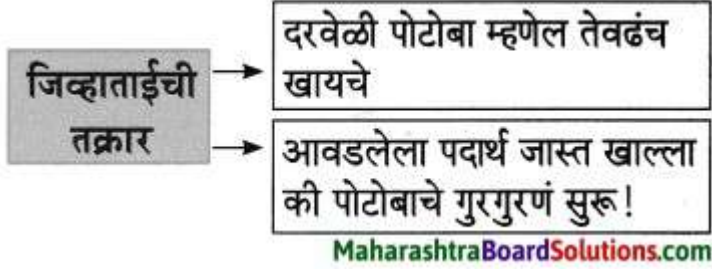 जिव्हाताईची
तक्रार
दरवेळी पोटोबा म्हणेल तेवढंच
खायचे
आवडलेला पदार्थ जास्त खाल्ला
की पोटोबाचे गुरगुरणं सुरू!
MaharashtraBoardSolutions.com